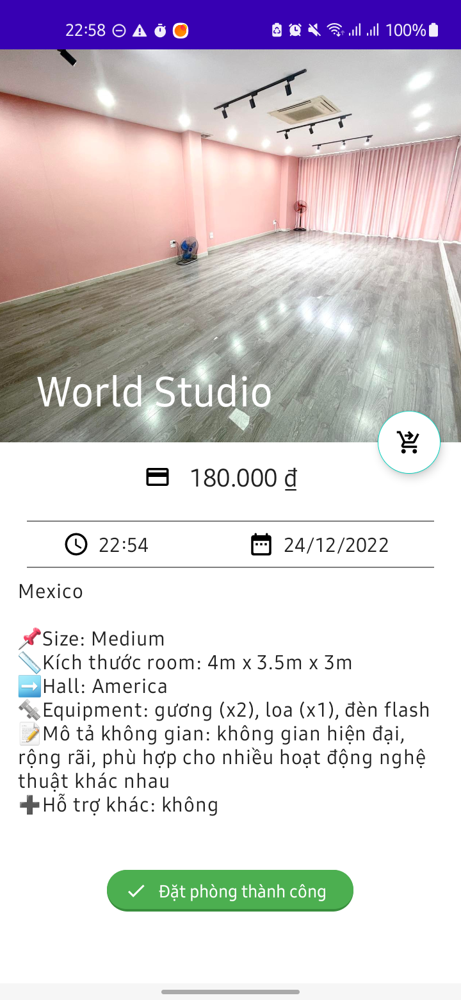 22:58 100%
World Studio
180.000 ₫
22:54 24/12/2022
Mexico
📌Size: Medium
📏Kích thước room: 4m x 3.5m x 3m
➡️Hall: America
🔩Equipment: gương (x2), loa (x1), đèn flash
📝Mô tả không gian: không gian hiện đại,
rộng rãi, phù hợp cho nhiều hoạt động nghệ
thuật khác nhau
➕Hỗ trợ khác: không
Đặt phòng thành công